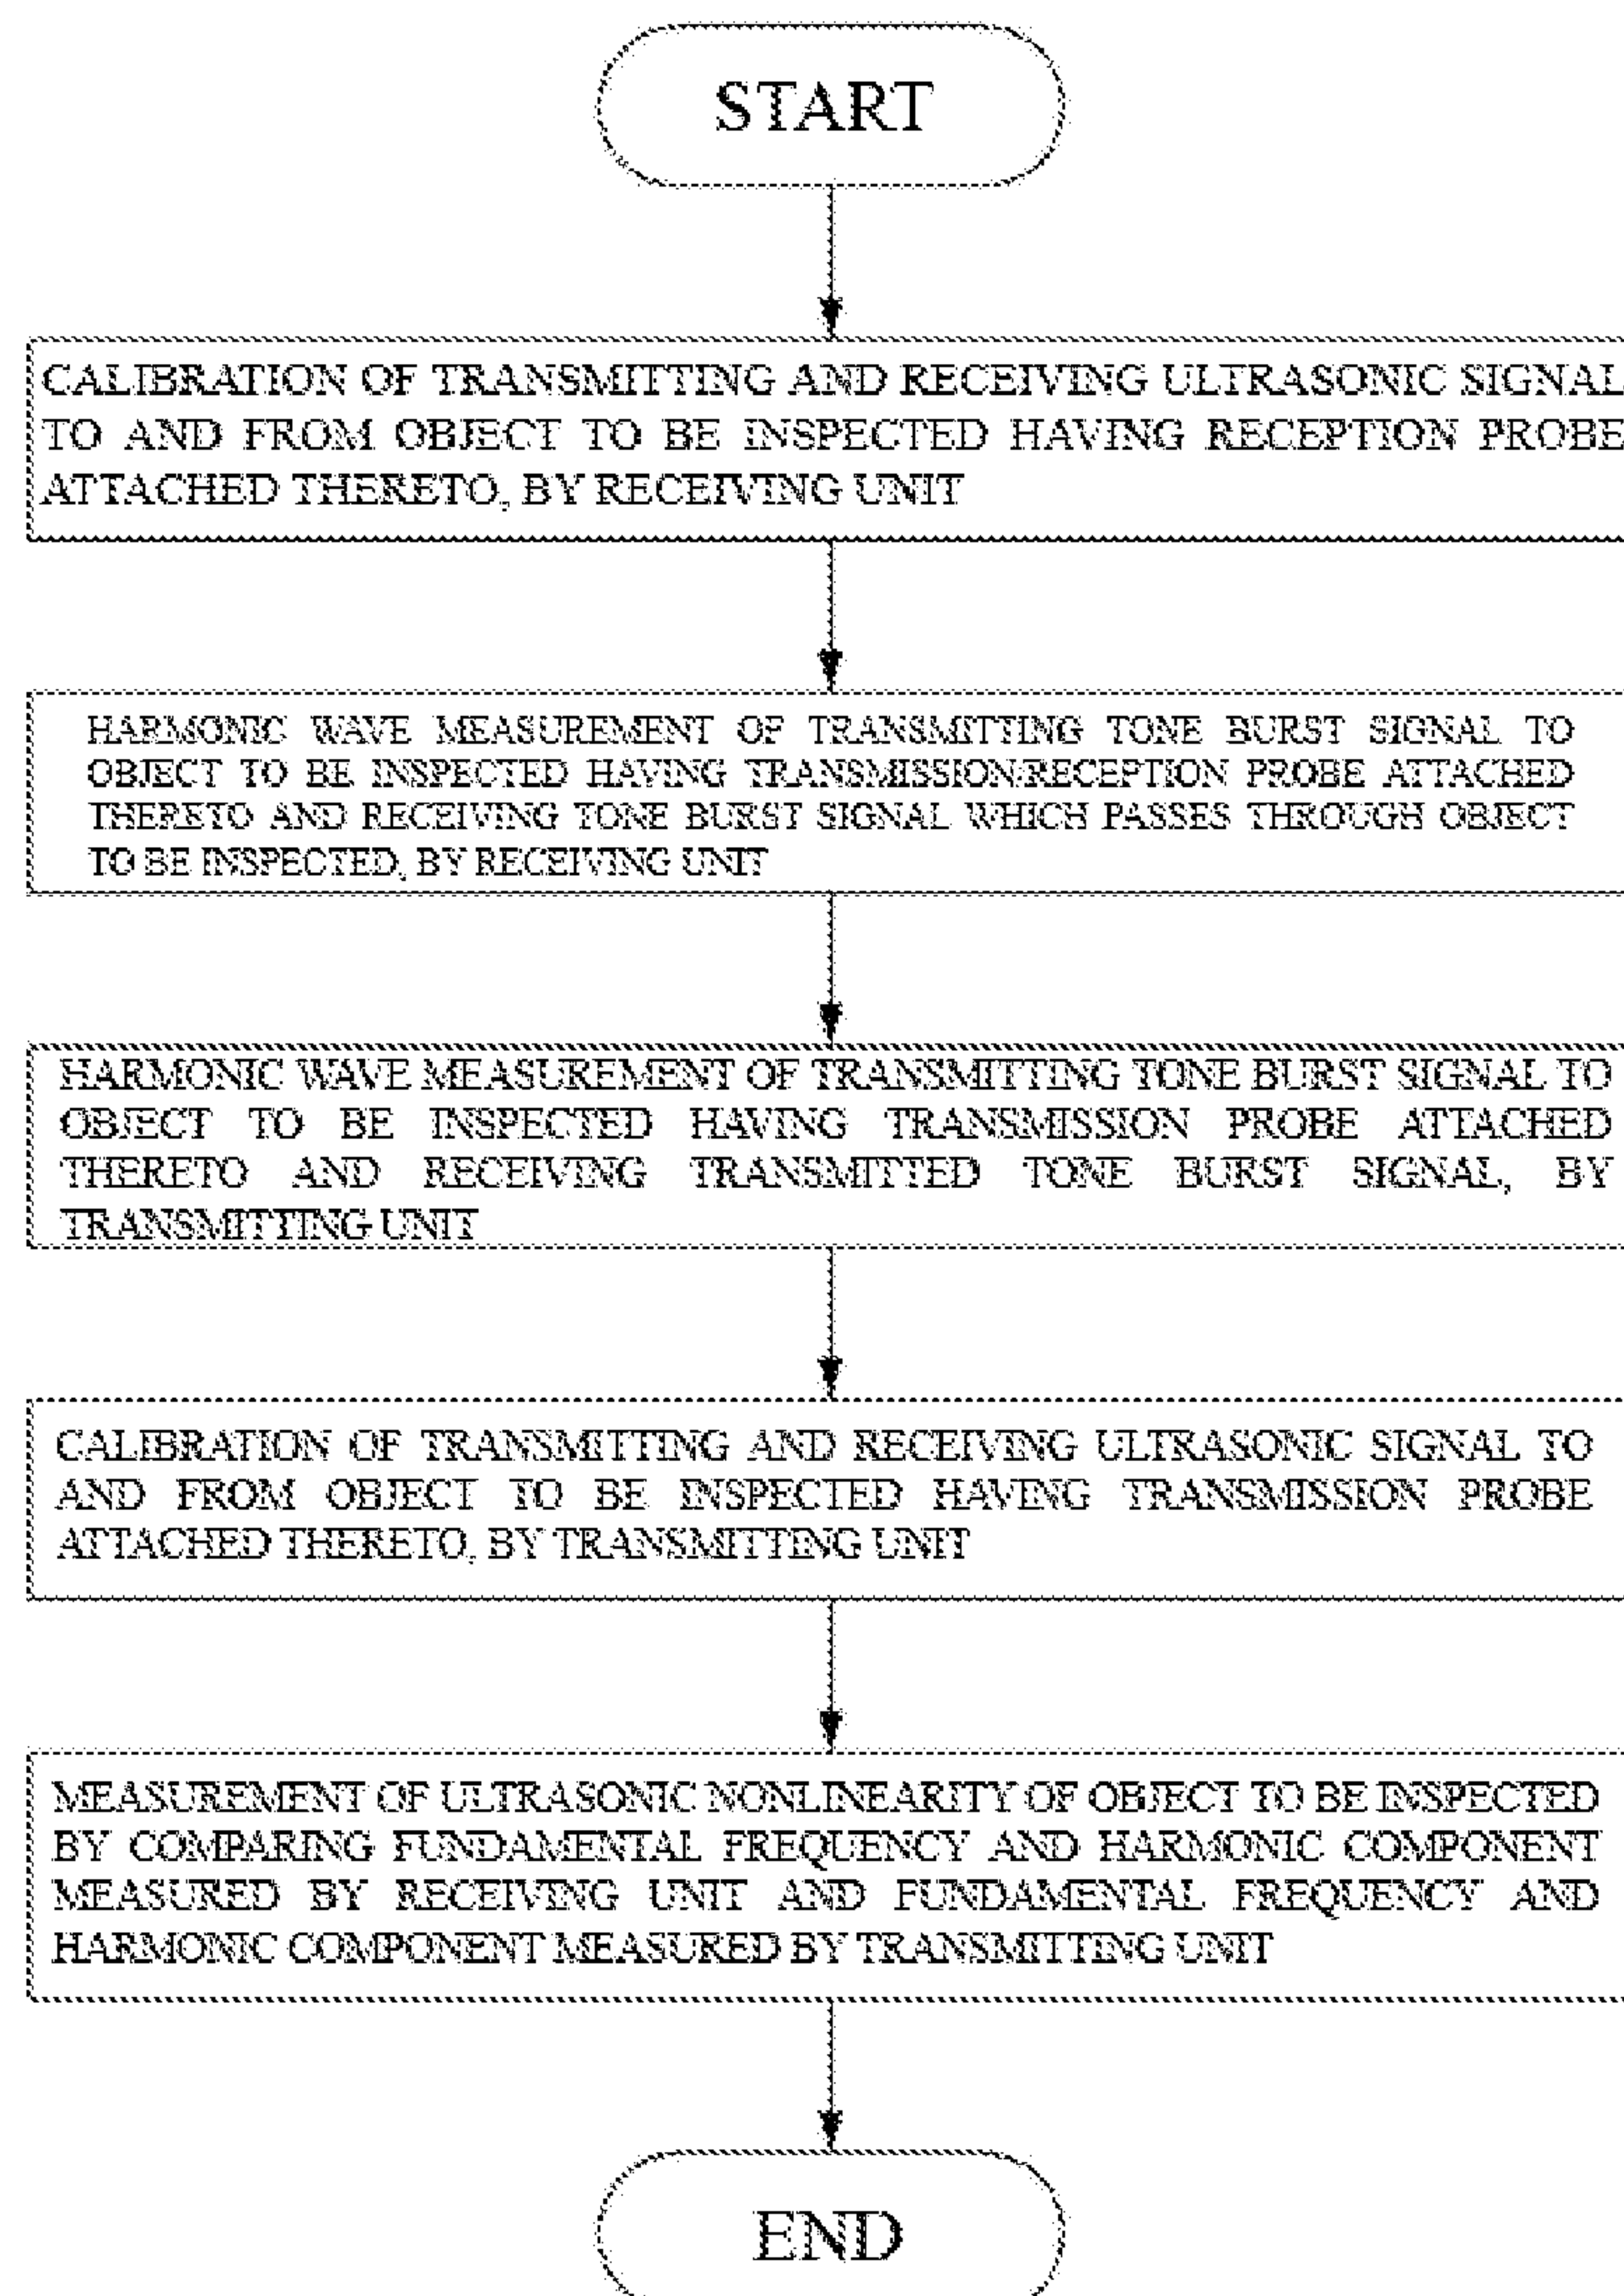 START
CALIBRATION OF TRANSMITTING AND RECEIVING ULTRASONIC SIGNAL
TO AND FROM OBJECT TO BE INSPECTED HAVING RECEPTION PROBE
ATTACHED THERETO, BY RECEIVING UNIT
HARMONIC WAVE MEASUREMENT OF TRANSMITTING TONE BURST SIGNAL TO
OBJECT TO BE INSPECTED HAVING TRANSMISSION/RECEPTION PROBE ATTACHED
THERETO AND RECEIVING TONE BURST SIGNAL WHICH PASSES THROUGH OBJECT
TO BE INSPECTED, BY RECEIVING UNIT
HARMONIC WAVE MEASUREMENT OF TRANSMITTING TONE BURST SIGNAL TO
OBJECT TO BE INSPECTED HAVING TRANSMISSION PROBE ATTACHED
THERETO AND RECEIVING TRANSMITTED TONE BURST SIGNAL, BY
TRANSMITTING UNIT
CALIBRATION OF TRANSMITTING AND RECEIVING ULTRASONIC SIGNAL TO
AND FROM OBJECT TO BE INSPECTED HAVING TRANSMISSION PROBE
ATTACHED THERETO, BY TRANSMITTING UNIT
MEASUREMENT OF ULTRASONIC NONLINEARITY OF OBJECT TO BE INSPECTED
BY COMPARING FUNDAMENTAL FREQUENCY AND HARMONIC COMPONENT
MEASURED BY RECEIVING UNIT AND FUNDAMENTAL FREQUENCY AND
HARMONIC COMPONENT MEASURED BY TRANSMITTING UNIT
END